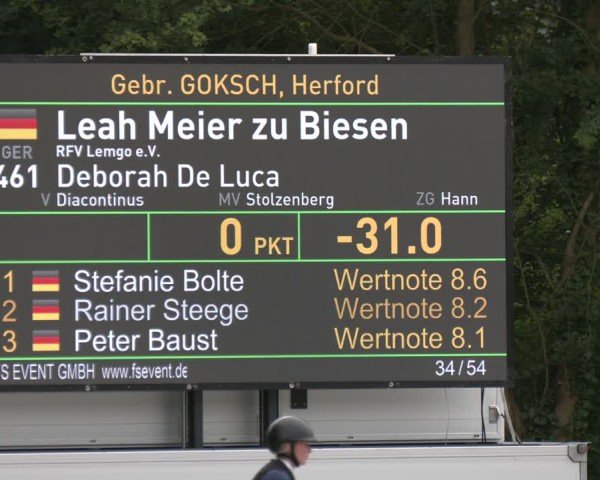 Gebr. GOKSCH, Herford
Leah Meier zu Biesen
GER RFV Lemgo e.V.
461 Deborah De Luca
V Diacontinus MV Stolzenberg ZG Hann
0 PKT -31.0
1 Stefanie Bolte Wertnote 8.6
2 Rainer Steege Wertnote 8.2
3 Peter Baust Wertnote 8.1
S EVENT GMBH www.fsevent.de 34/54